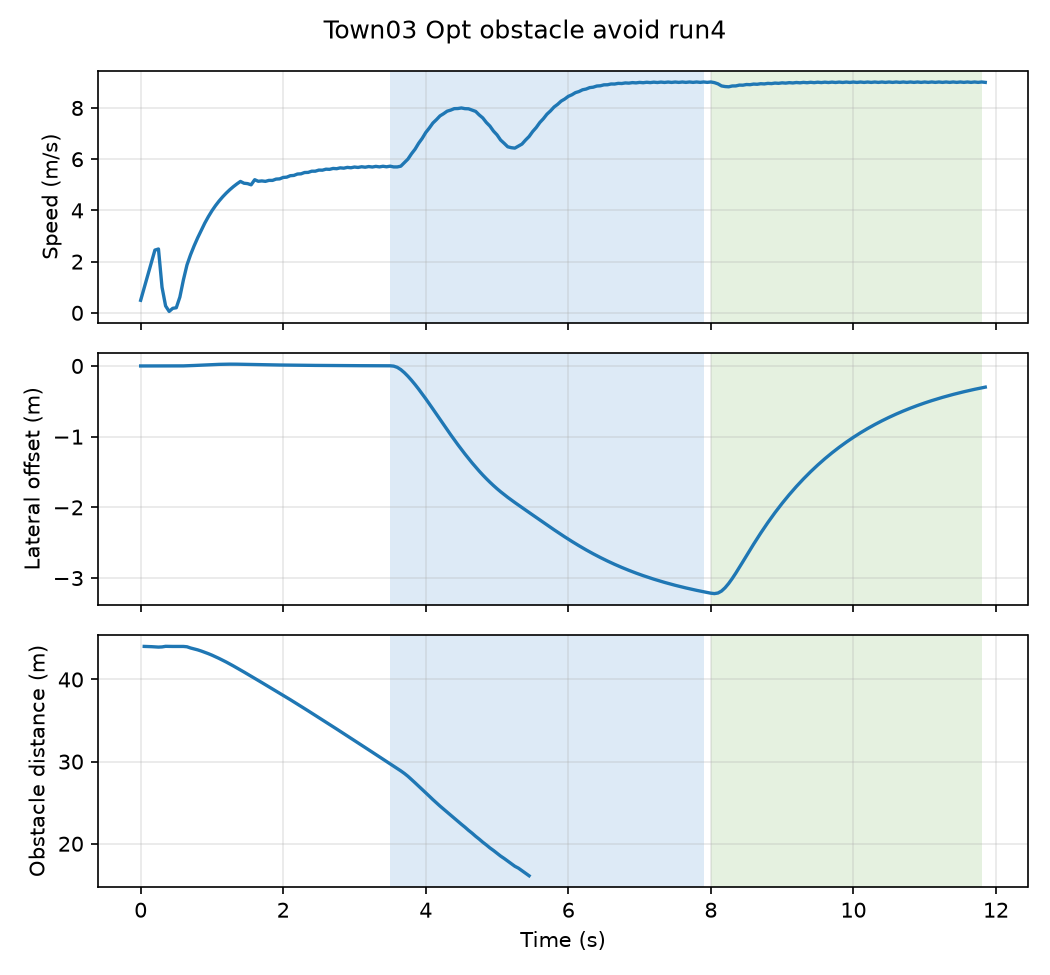 Town03 Opt obstacle avoid run4
Speed (m/s)
8
6
4
2
0
Lateral offset (m)
0
−1
−2
−3
Obstacle distance (m)
40
30
20
0 2 4 6 8 10 12
Time (s)